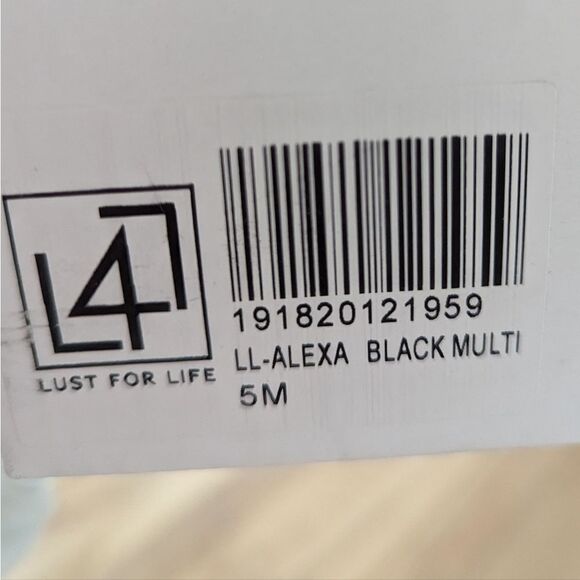 L4L
LUST FOR LIFE
191820121959
LL-ALEXA BLACK MULTI
5M